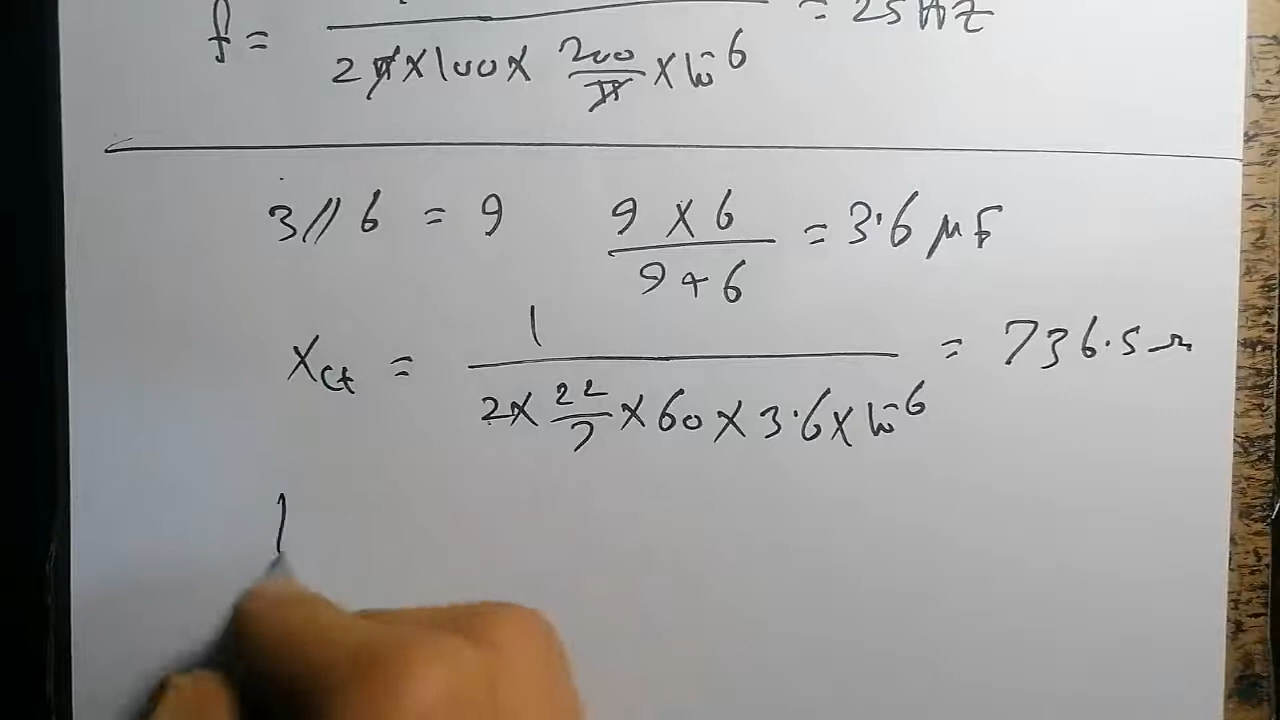 f = 2π×100× 200/π ×10⁻⁶ = 25 HZ
3//6 = 9 9 × 6 / 9+6 = 3.6 μF
XCt = 1 / 2× 22/7 ×60×3.6×10⁻⁶ = 736.5 Ω